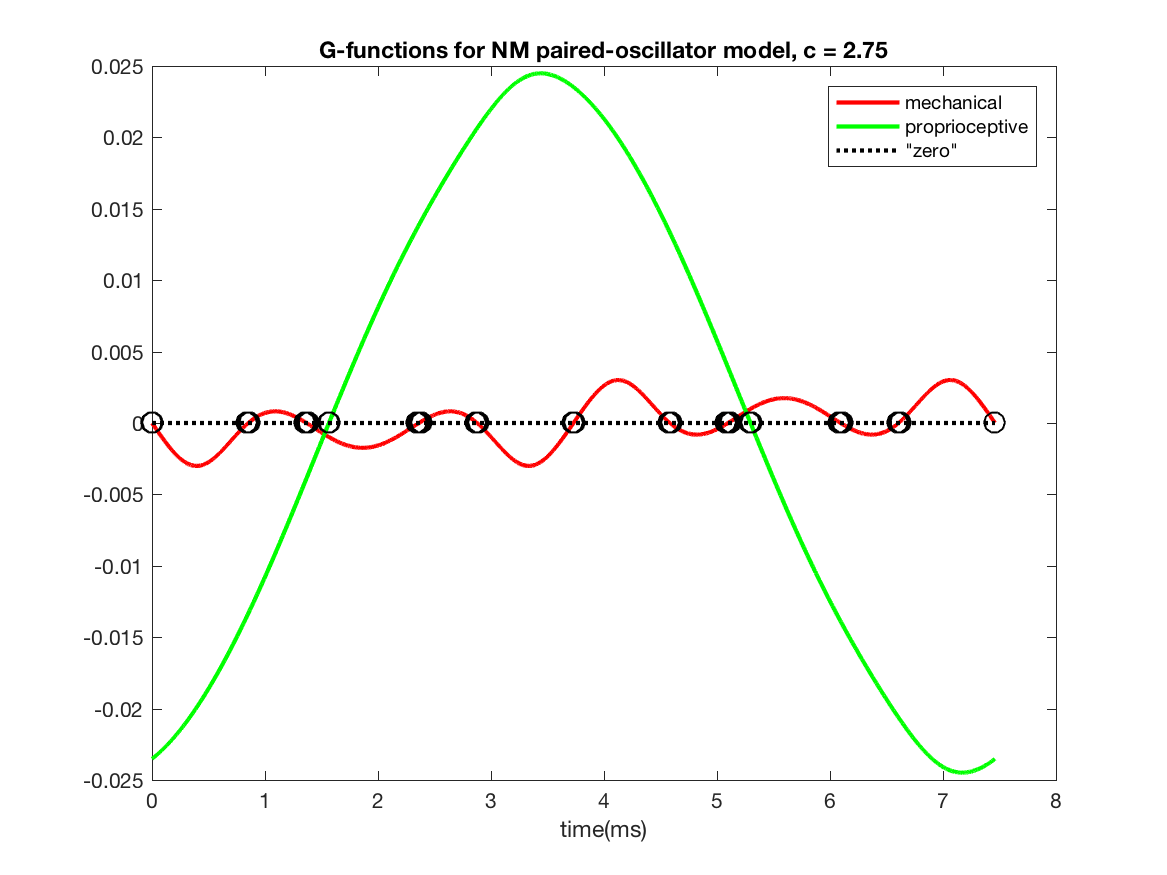 G-functions for NM paired-oscillator model, c = 2.75
0.025
0.02
0.015
0.01
0.005
0
-0.005
-0.01
-0.015
-0.02
-0.025
mechanical
proprioceptive
"zero"
0 1 2 3 4 5 6 7 8
time(ms)